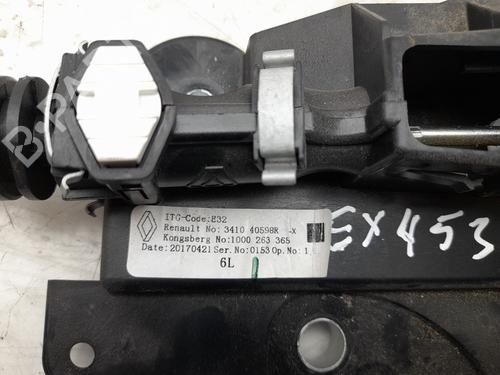 B-PARTS
ITG-Code:E32
Renault No: 3410 40598R -X
Kongsberg No:1000 263 365
Date:20170421 Ser.No:0153 Op.No:1
6L
EX453